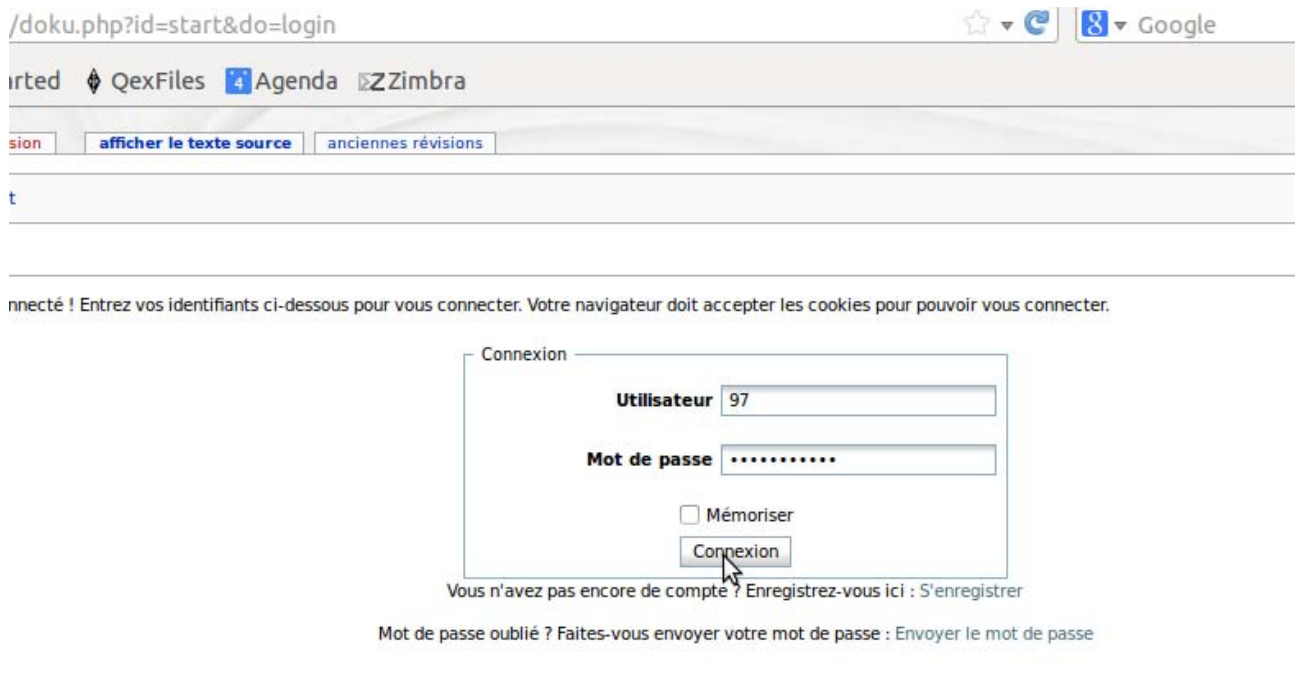 /doku.php?id=start&do=login Google
arted QexFiles 4 Agenda Zimbra
sion afficher le texte source anciennes révisions
t
nnecté ! Entrez vos identifiants ci-dessous pour vous connecter. Votre navigateur doit accepter les cookies pour pouvoir vous connecter.
Connexion
Utilisateur 97
Mot de passe •••••••••••
Mémoriser
Connexion
Vous n'avez pas encore de compte ? Enregistrez-vous ici : S'enregistrer
Mot de passe oublié ? Faites-vous envoyer votre mot de passe : Envoyer le mot de passe